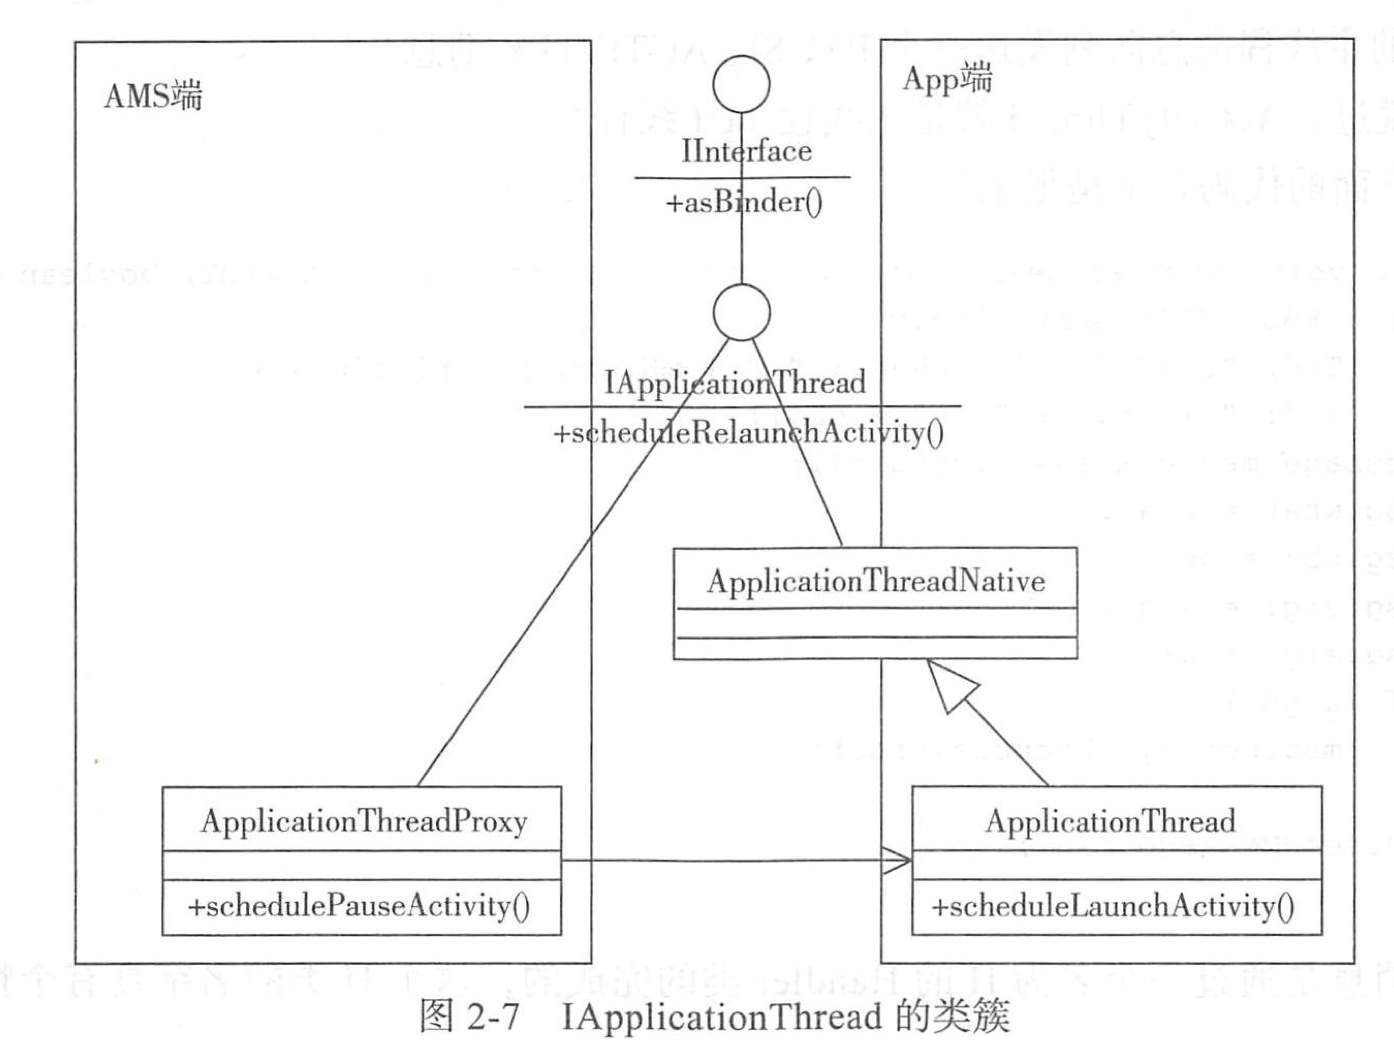 AMS端
App端
IInterface
+asBinder()
IApplicationThread
+scheduleRelaunchActivity()
ApplicationThreadNative
ApplicationThreadProxy
+schedulePauseActivity()
ApplicationThread
+scheduleLaunchActivity()
图 2-7 IApplicationThread 的类簇